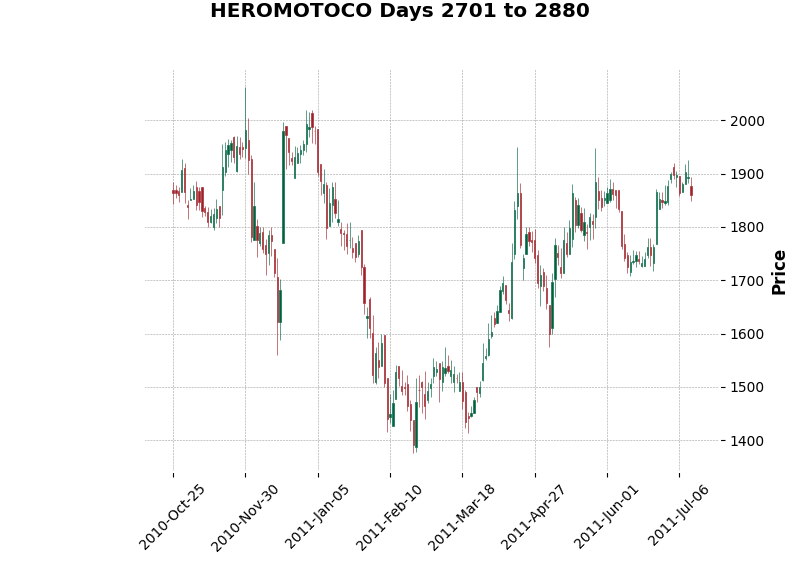 HEROMOTOCO Days 2701 to 2880
2000
1900
1800
1700
1600
1500
1400
Price
2010-Oct-25
2010-Nov-30
2011-Jan-05
2011-Feb-10
2011-Mar-18
2011-Apr-27
2011-Jun-01
2011-Jul-06